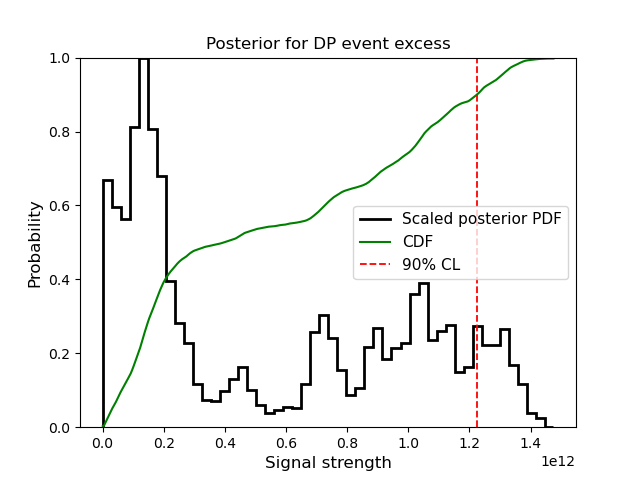 Posterior for DP event excess
Probability
1.0
0.8
0.6
0.4
0.2
0.0
Scaled posterior PDF
CDF
90% CL
0.0 0.2 0.4 0.6 0.8 1.0 1.2 1.4
1e12
Signal strength